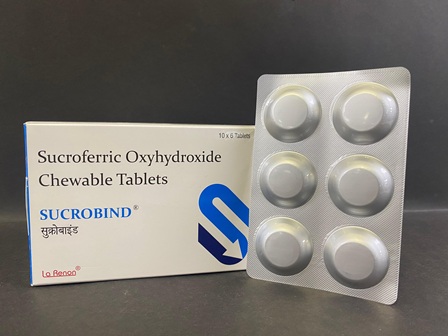 10 x 6 Tablets
Sucroferric Oxyhydroxide
Chewable Tablets
SUCROBIND®
सुक्रोबाइंड
La Renon®